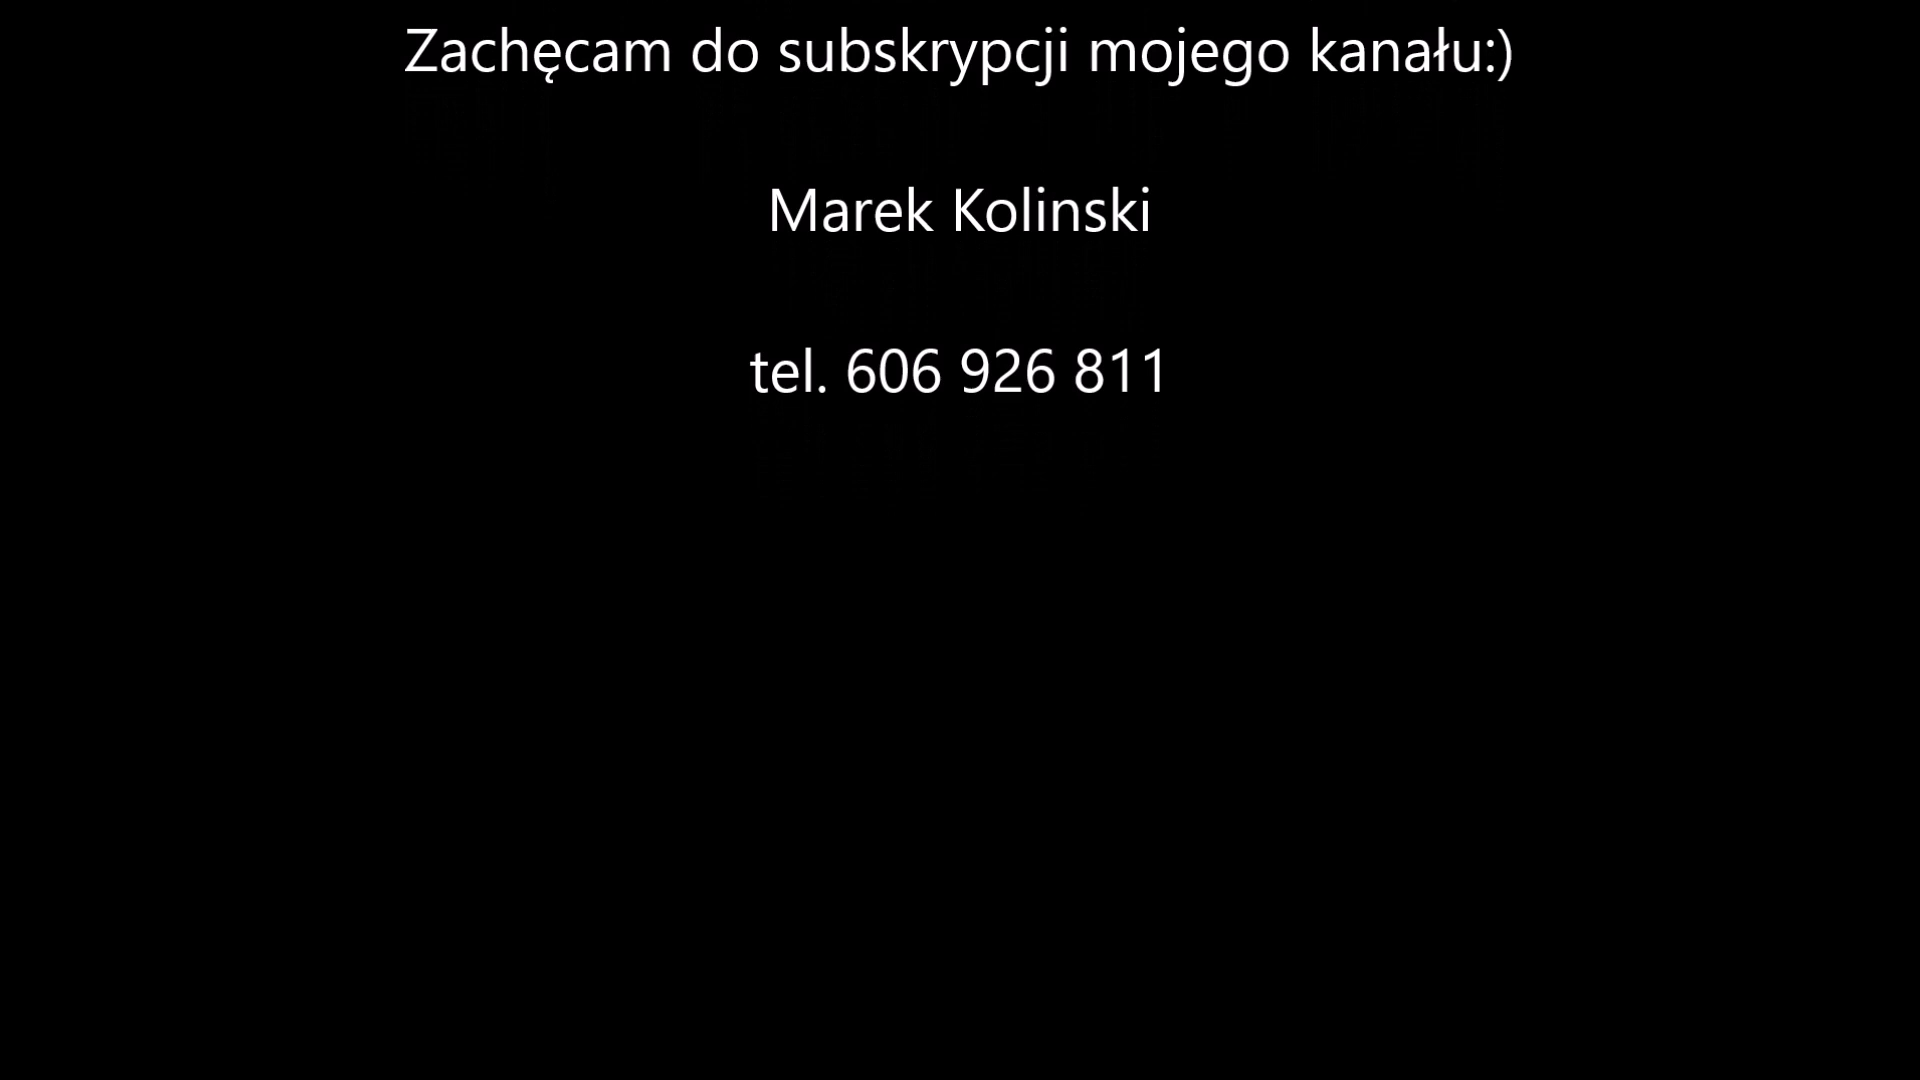 Zachęcam do subskrypcji mojego kanału:)
Marek Kolinski
tel. 606 926 811